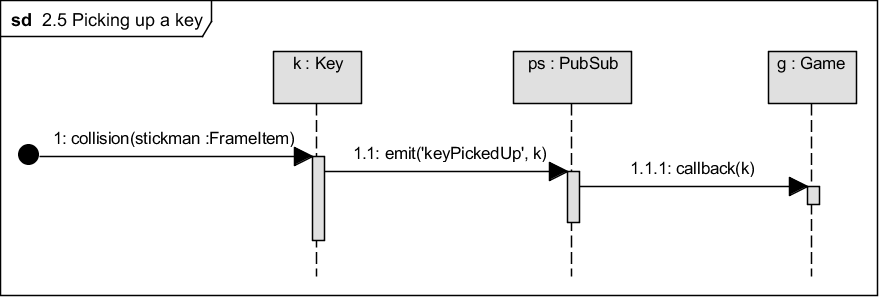 sd 2.5 Picking up a key
k : Key
ps : PubSub
g : Game
1: collision(stickman :FrameItem)
1.1: emit('keyPickedUp', k)
1.1.1: callback(k)